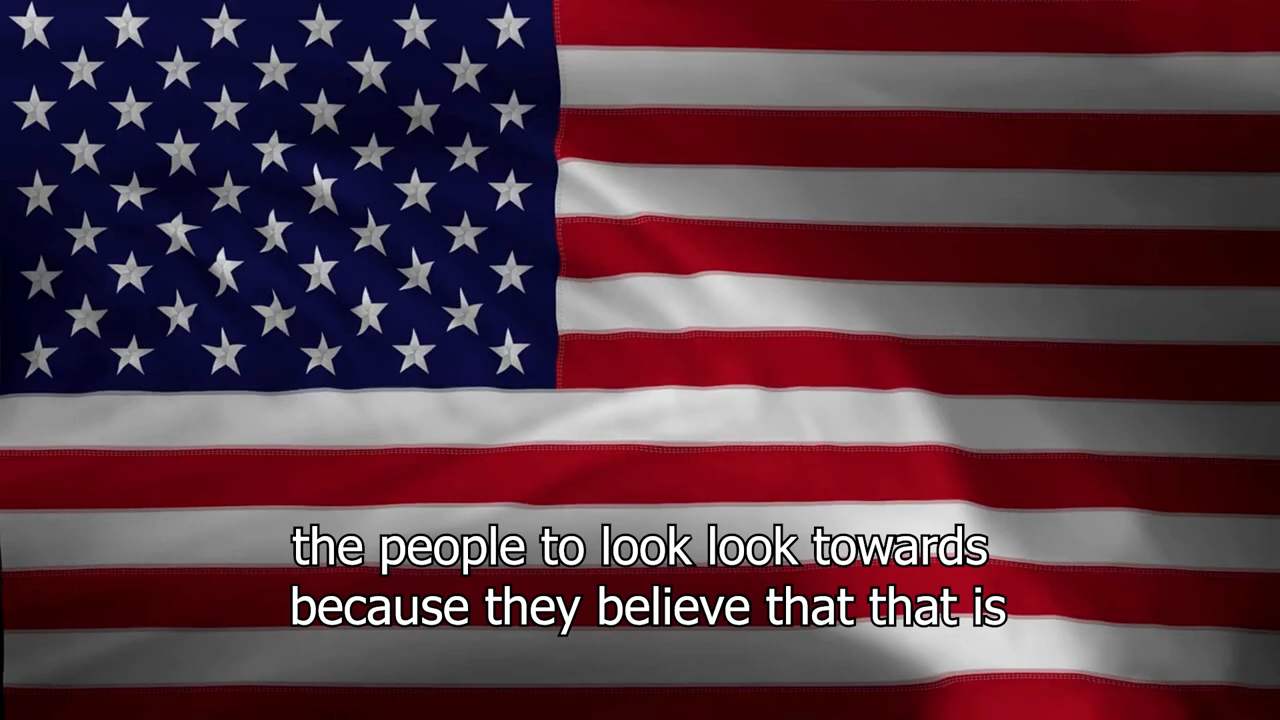 the people to look look towards
because they believe that that is